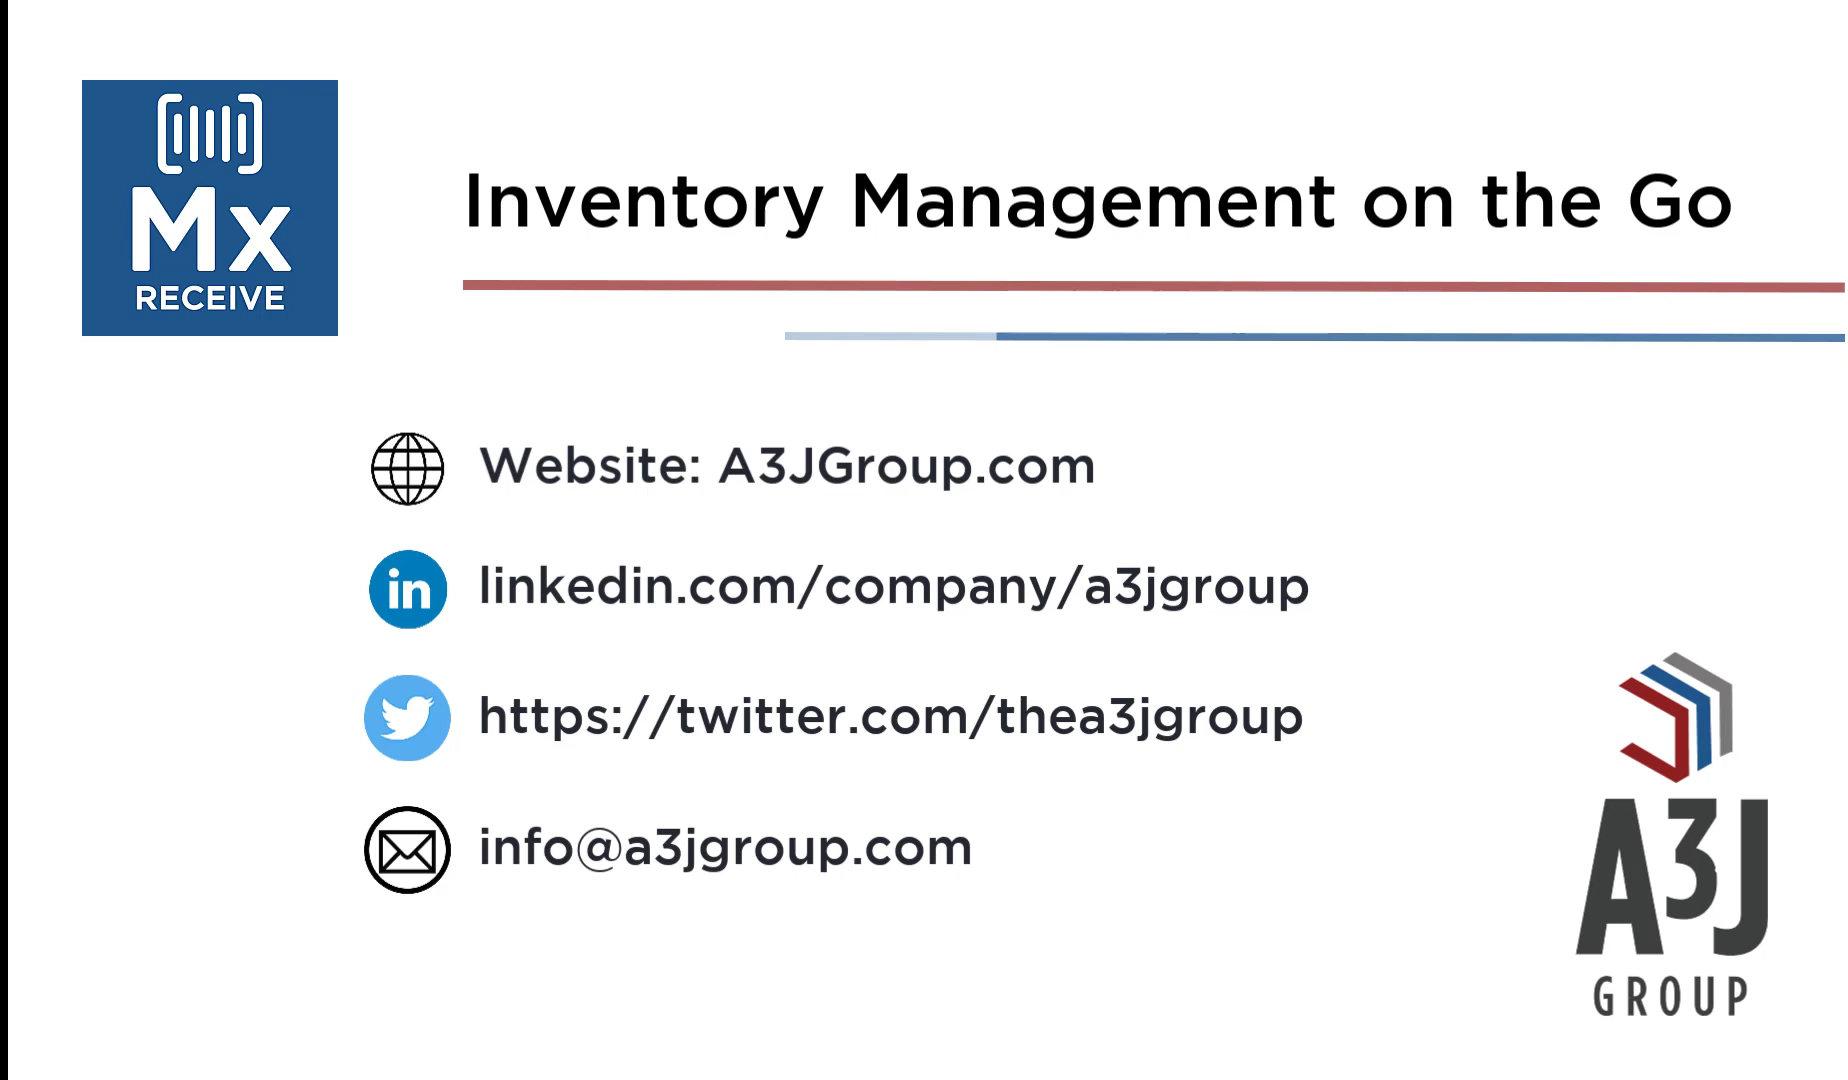 Mx
RECEIVE
Inventory Management on the Go
Website: A3JGroup.com
in
linkedin.com/company/a3jgroup
https://twitter.com/thea3jgroup
info@a3jgroup.com
A3J
GROUP